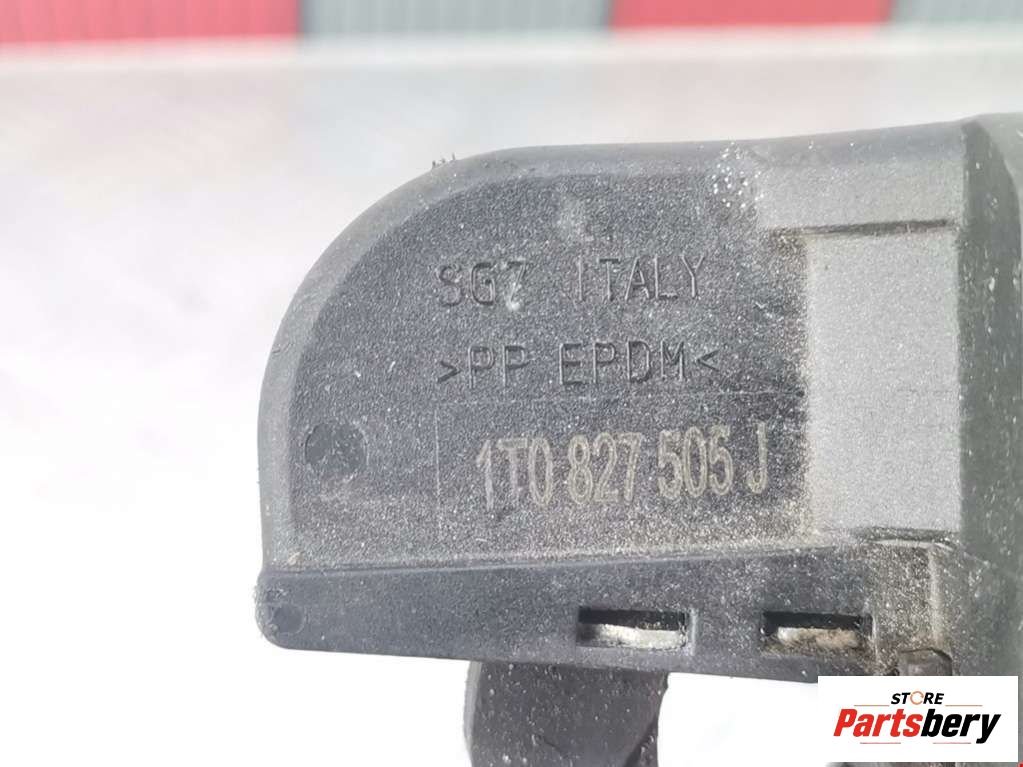 SG7 ITALY
>PP EPDM<
1T0 827 505 J
STORE
Partsbery